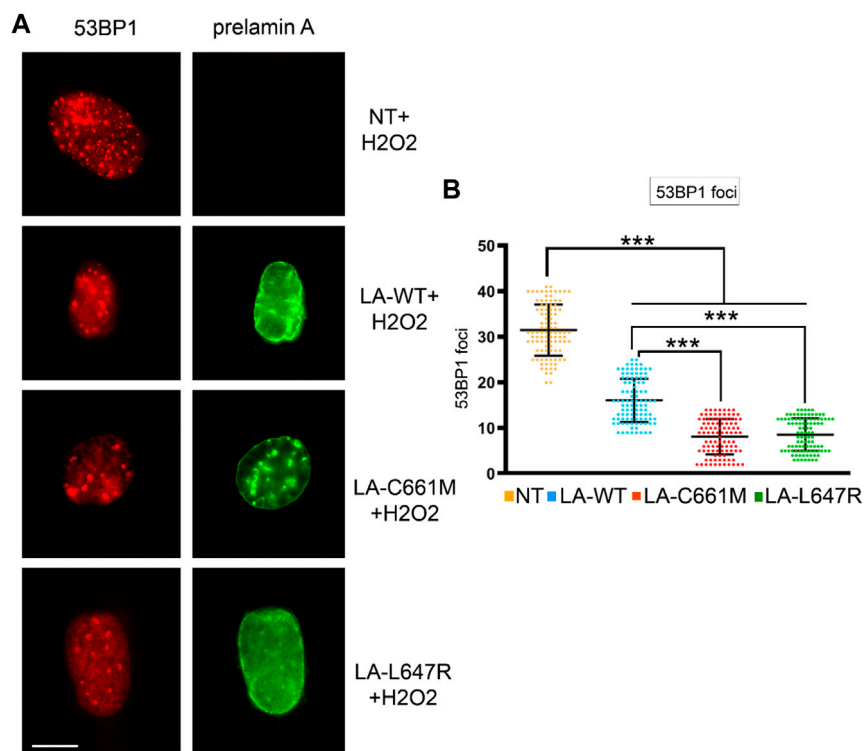 A
53BP1
prelamin A
NT+
H2O2
LA-WT+
H2O2
LA-C661M
+H2O2
LA-L647R
+H2O2
B
53BP1 foci
***
***
***
50
40
30
20
10
0
53BP1 foci
NT LA-WT LA-C661M LA-L647R